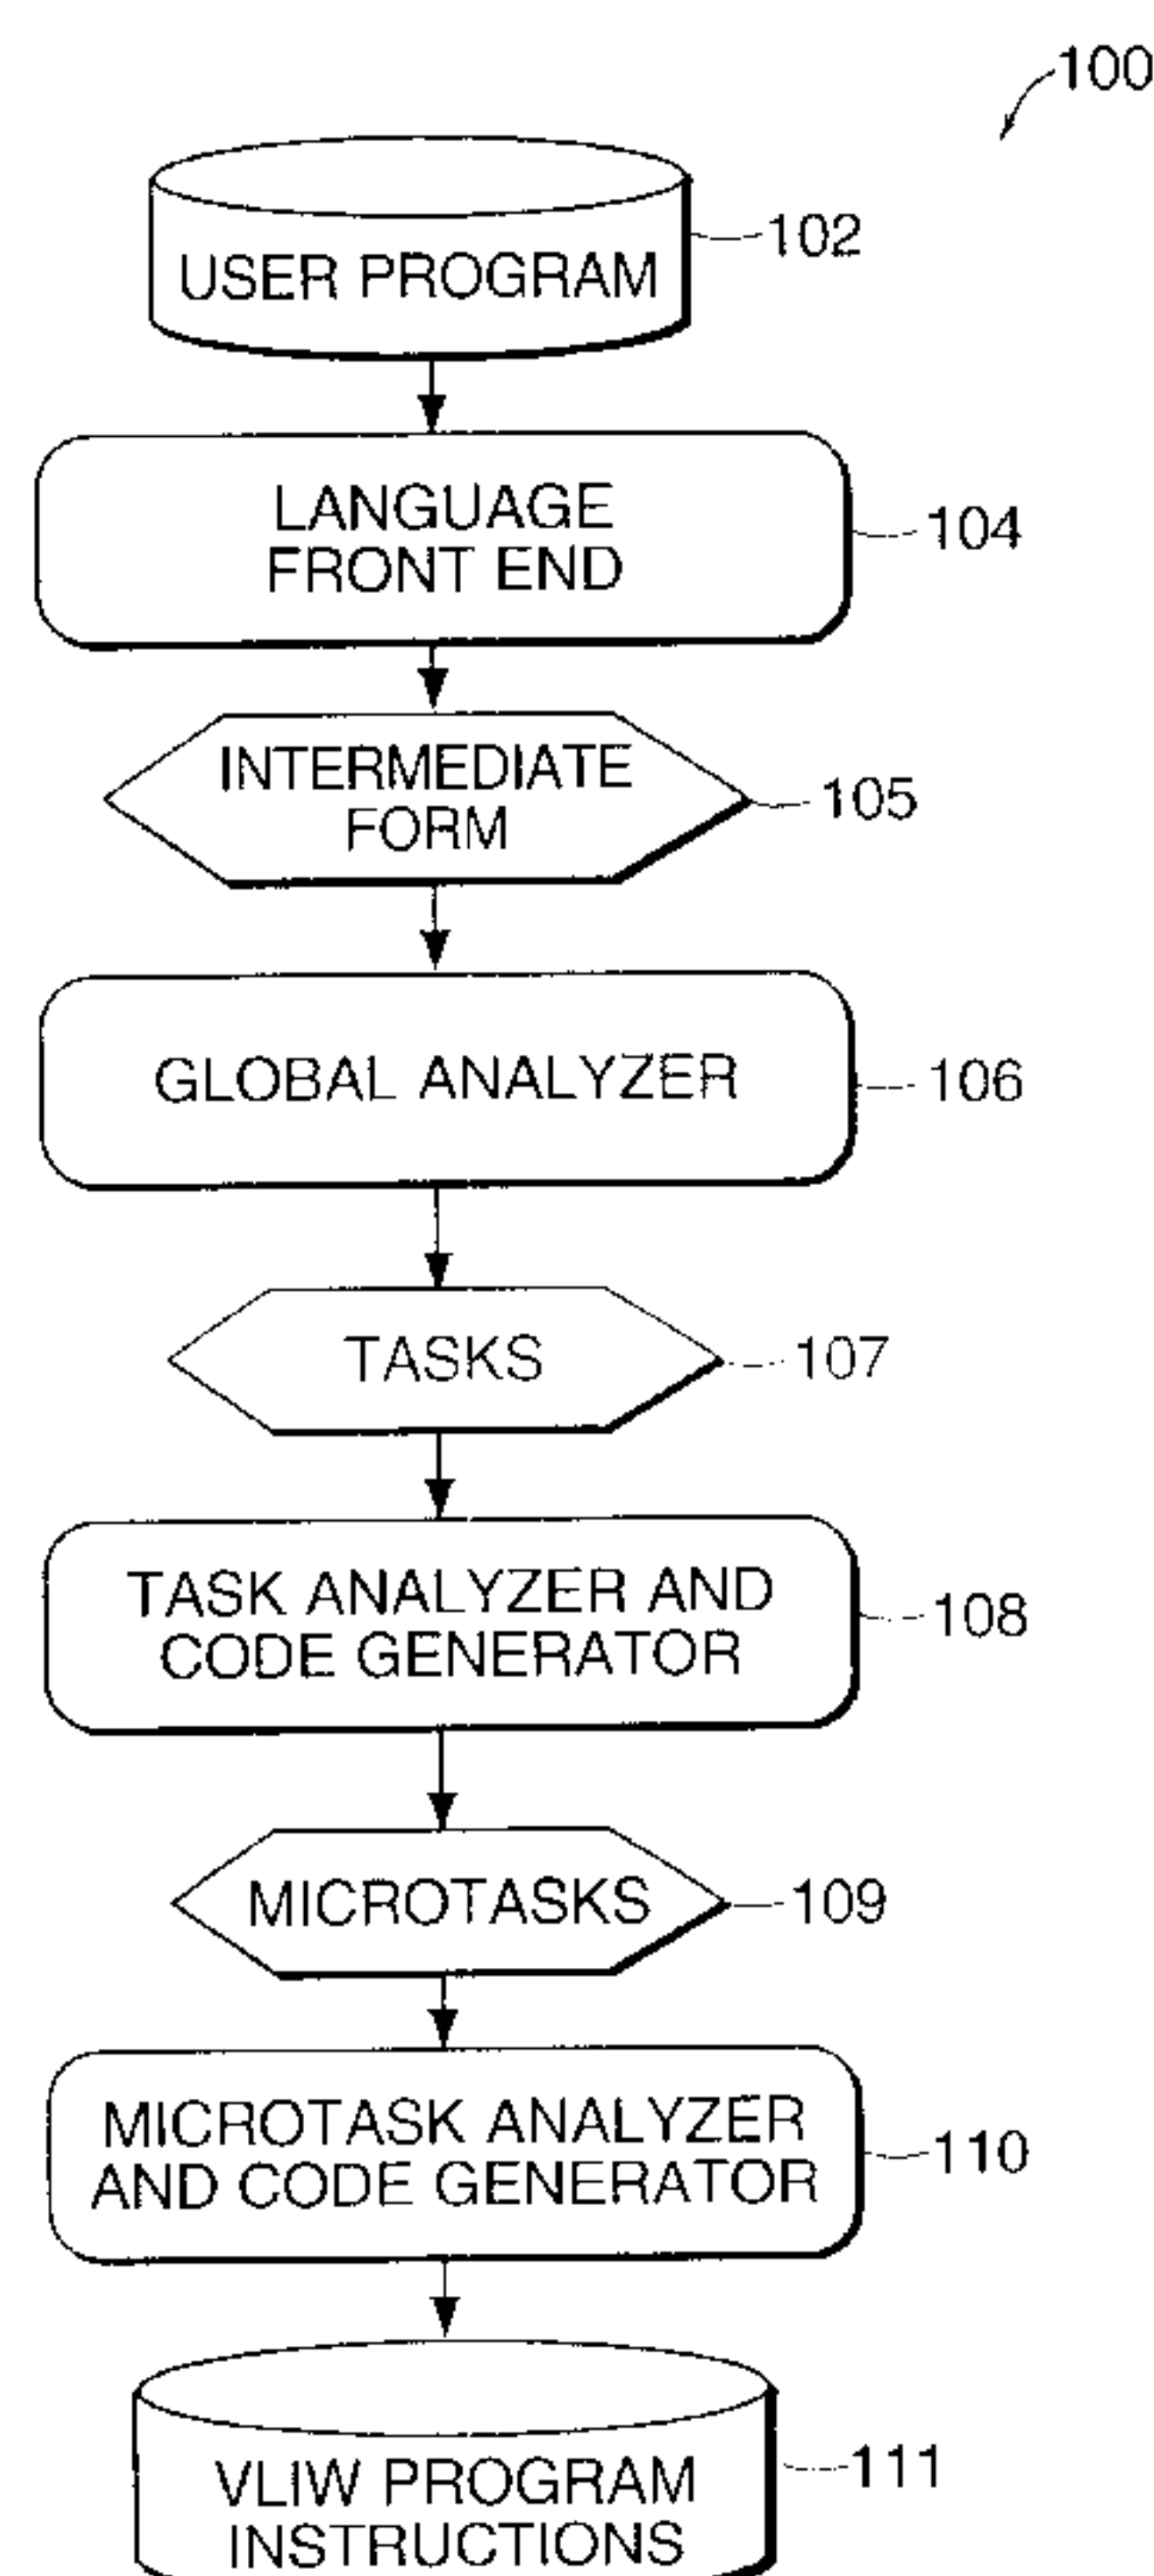 100
USER PROGRAM
102
LANGUAGE
FRONT END
104
INTERMEDIATE
FORM
105
GLOBAL ANALYZER
106
TASKS
107
TASK ANALYZER AND
CODE GENERATOR
108
MICROTASKS
109
MICROTASK ANALYZER
AND CODE GENERATOR
110
VLIW PROGRAM
INSTRUCTIONS
111